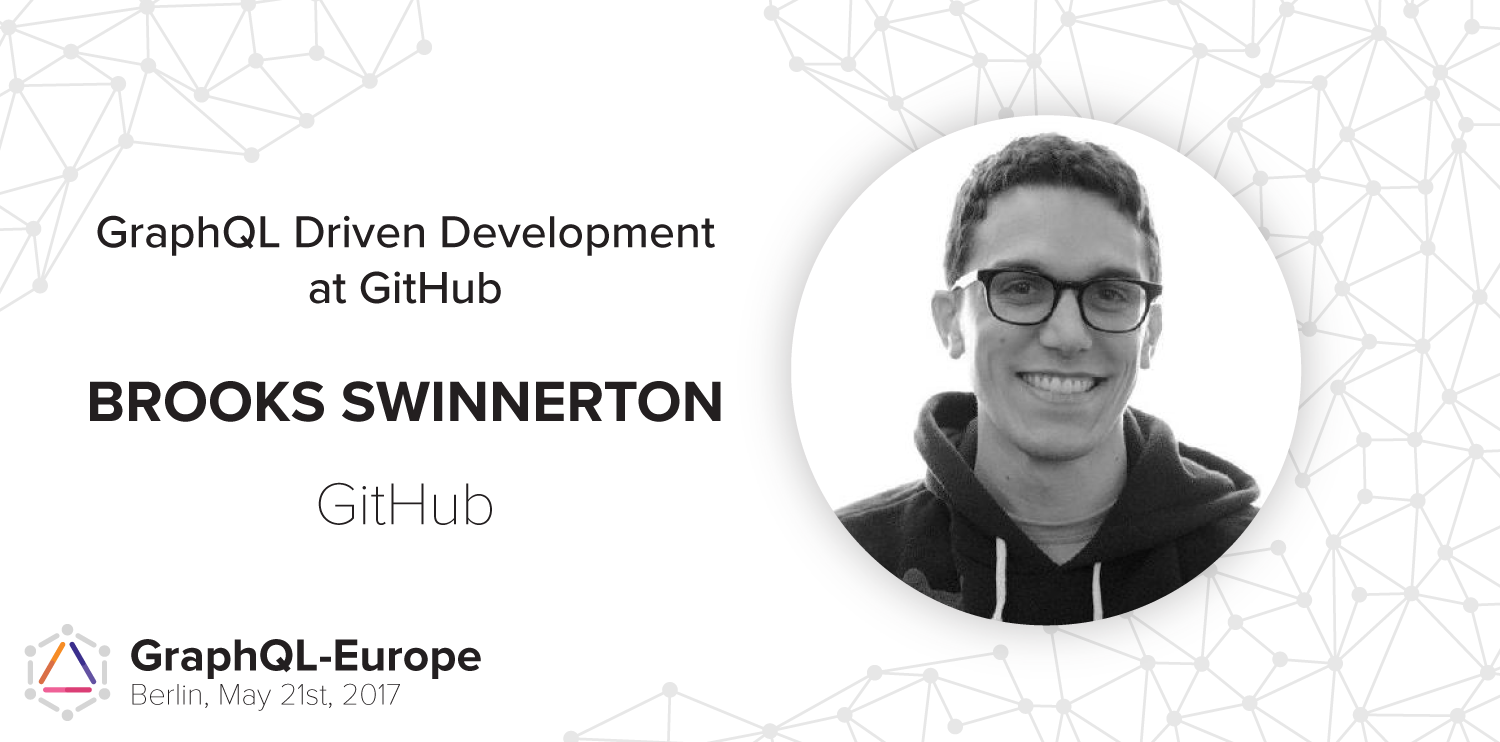 GraphQL Driven Development
at GitHub
BROOKS SWINNERTON
GitHub
GraphQL-Europe
Berlin, May 21st, 2017